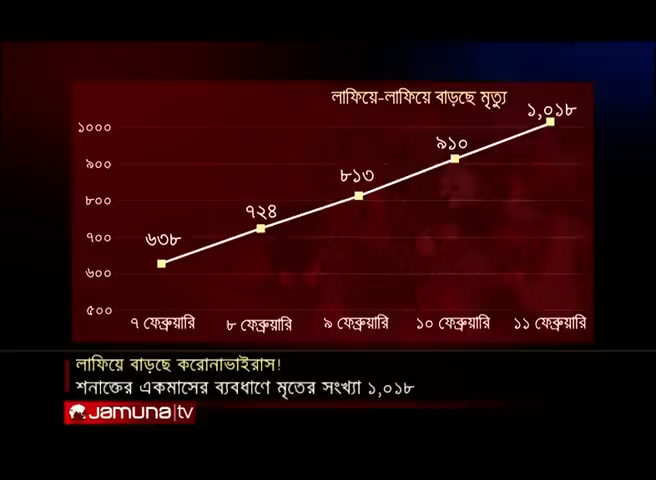 লাফিয়ে-লাফিয়ে বাড়ছে মৃত্যু
১,০১৮
১০০০
৯১০
৯০০
৮১৩
৮০০
৭২৪
৭০০
৬৩৮
৬০০
৫০০
৭ ফেব্রুয়ারি ৮ ফেব্রুয়ারি ৯ ফেব্রুয়ারি ১০ ফেব্রুয়ারি ১১ ফেব্রুয়ারি
লাফিয়ে বাড়ছে করোনাভাইরাস!
শনাক্তের একমাসের ব্যবধাণে মৃতের সংখ্যা ১,০১৮
Jamuna|tv